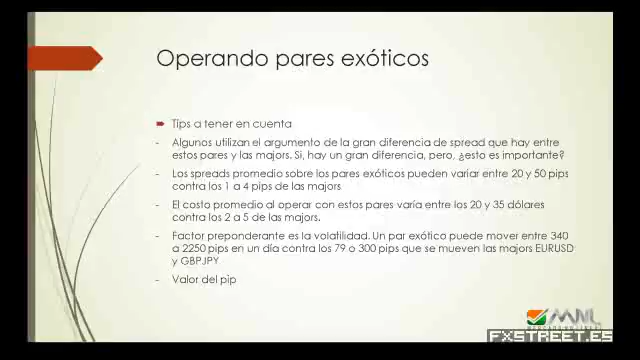 Operando pares exóticos
Tips a tener en cuenta
- Algunos utilizan el argumento de la gran diferencia de spread que hay entre
estos pares y las majors. Si, hay un gran diferencia, pero, ¿esto es importante?
- Los spreads promedio sobre los pares exóticos pueden variar entre 20 y 50 pips
contra los 1 a 4 pips de las majors
- El costo promedio al operar con estos pares varía entre los 20 y 35 dólares
contra los 2 a 5 de las majors.
- Factor preponderante es la volatilidad. Un par exótico puede mover entre 340
a 2250 pips en un día contra los 79 o 300 pips que se mueven las majors EURUSD
y GBPJPY
- Valor del pip
MNL
FXSTREET.ES